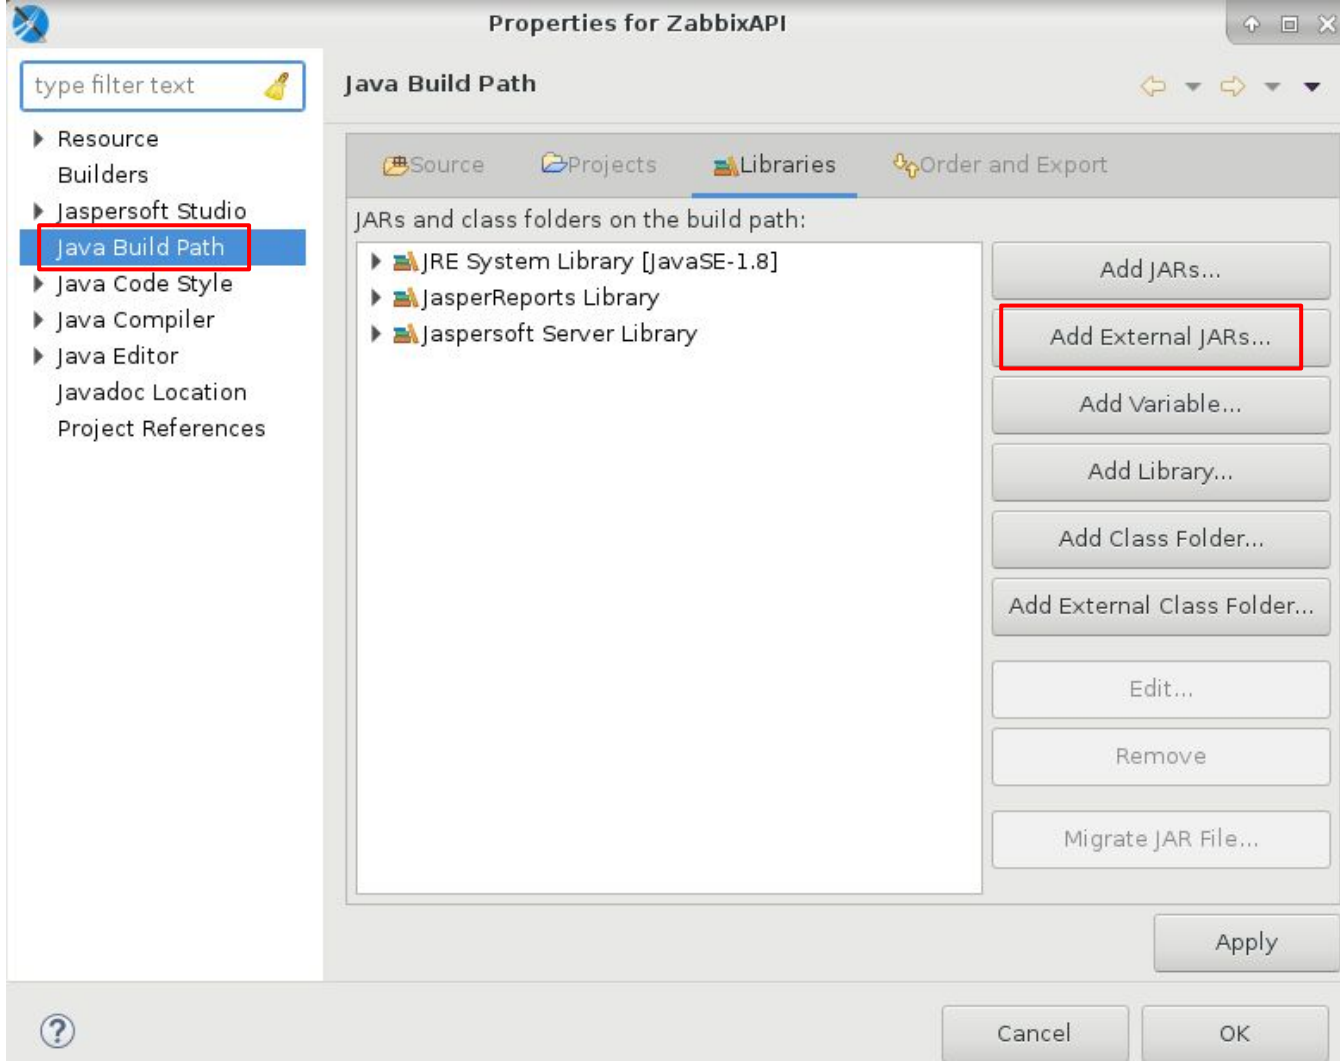 Properties for ZabbixAPI
type filter text
Resource
Builders
Jaspersoft Studio
Java Build Path
Java Code Style
Java Compiler
Java Editor
Javadoc Location
Project References
Java Build Path
Source Projects Libraries Order and Export
JARs and class folders on the build path:
JRE System Library [JavaSE-1.8]
JasperReports Library
Jaspersoft Server Library
Add JARs...
Add External JARs...
Add Variable...
Add Library...
Add Class Folder...
Add External Class Folder...
Edit...
Remove
Migrate JAR File...
Apply
?
Cancel
OK